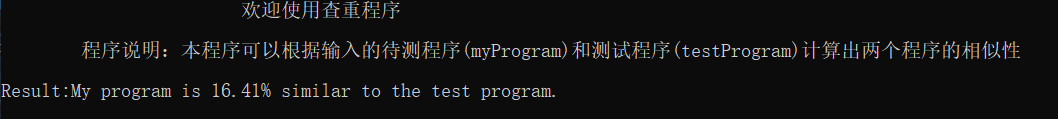 欢迎使用查重程序
程序说明：本程序可以根据输入的待测程序(myProgram)和测试程序(testProgram)计算出两个程序的相似性
Result:My program is 16.41% similar to the test program.